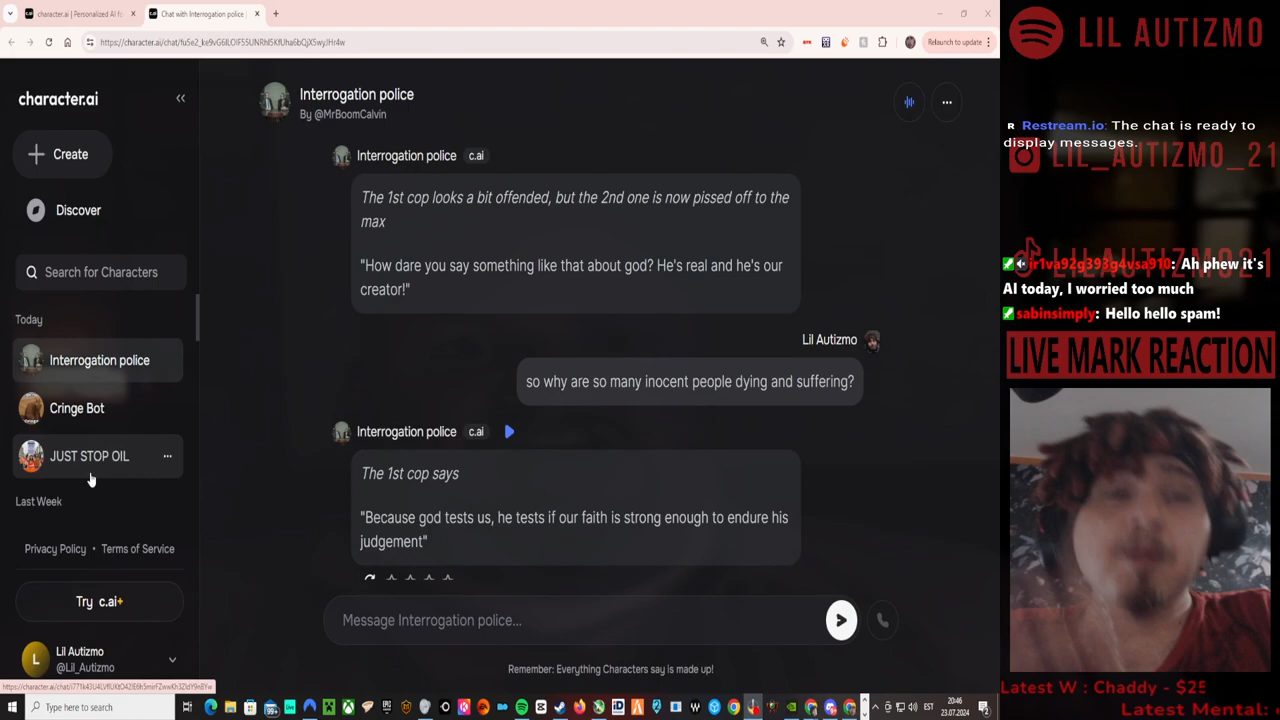 character.ai | Personalized AI fo
Chat with Interrogation police |
https://character.ai/chat/
Relaunch to update
character.ai
Create
Discover
Search for Characters
Today
Interrogation police
Cringe Bot
JUST STOP OIL
Last Week
Privacy Policy • Terms of Service
Try c.ai+
L
Lil Autizmo
@Lil_Autizmo
Interrogation police
By @MrBoomCalvin
Interrogation police c.ai
The 1st cop looks a bit offended, but the 2nd one is now pissed off to the
max
"How dare you say something like that about god? He's real and he's our
creator!"
Lil Autizmo
so why are so many inocent people dying and suffering?
Interrogation police c.ai
The 1st cop says
"Because god tests us, he tests if our faith is strong enough to endure his
judgement"
Message Interrogation police...
Remember: Everything Characters say is made up!
Type here to search
99+
20:46
23.07.2024
LIL AUTIZMO
R Restream.io: The chat is ready to
display messages.
LIL_AUTIZMO_21
LILAUTIZMO21
ir1va92g393g4vsa910: Ah phew it's
AI today, I worried too much
sabinsimply: Hello hello spam!
LIVE MARK REACTION
Latest W : Chaddy - $25
Latest Mental: